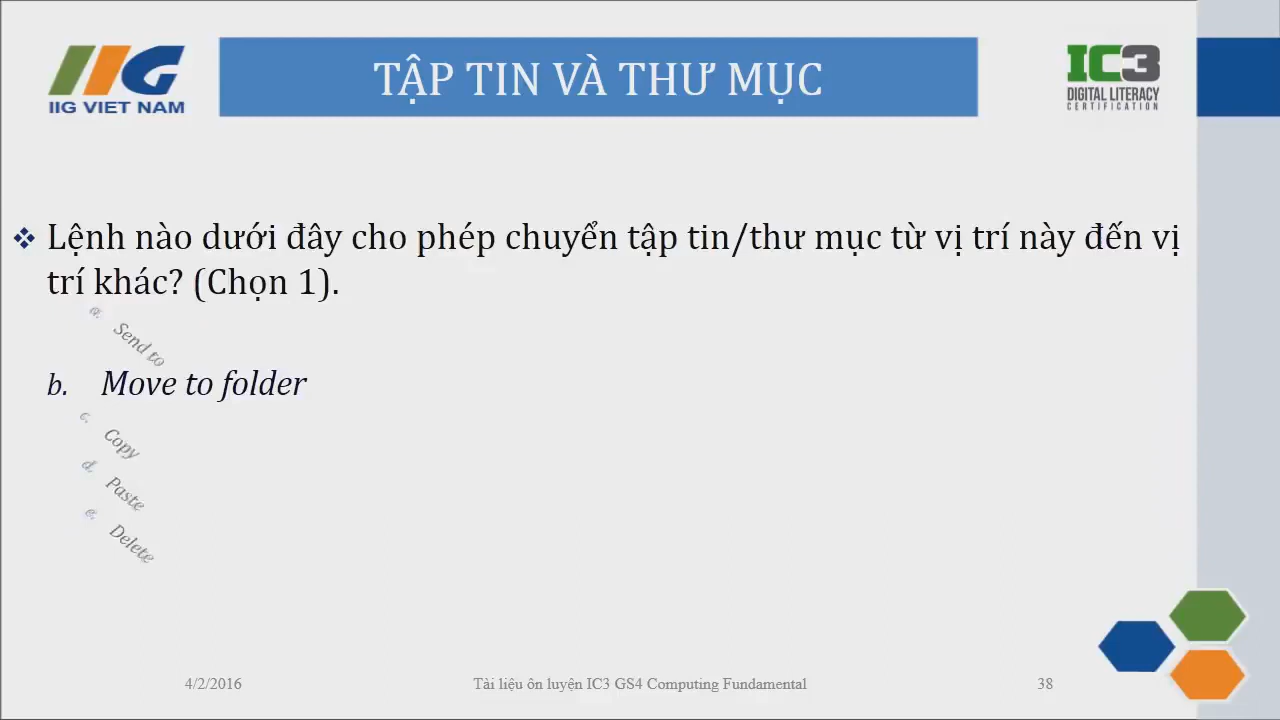 IIG VIET NAM
TẬP TIN VÀ THƯ MỤC
IC3
DIGITAL LITERACY
CERTIFICATION
Lệnh nào dưới đây cho phép chuyển tập tin/thư mục từ vị trí này đến vị
trí khác? (Chọn 1).
a. Send to
b. Move to folder
c. Copy
d. Paste
e. Delete
4/2/2016
Tài liệu ôn luyện IC3 GS4 Computing Fundamental
38